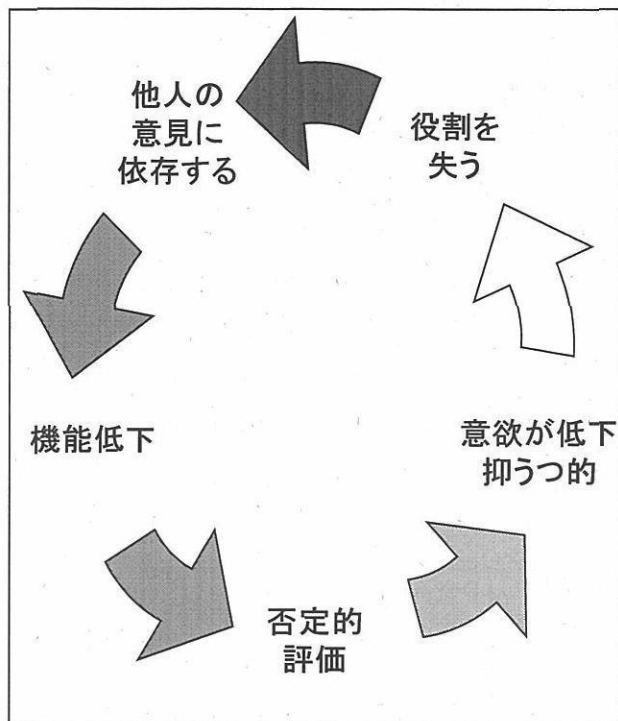 他人の
意見に
依存する
役割を
失う
機能低下
意欲が低下
抑うつ的
否定的
評価